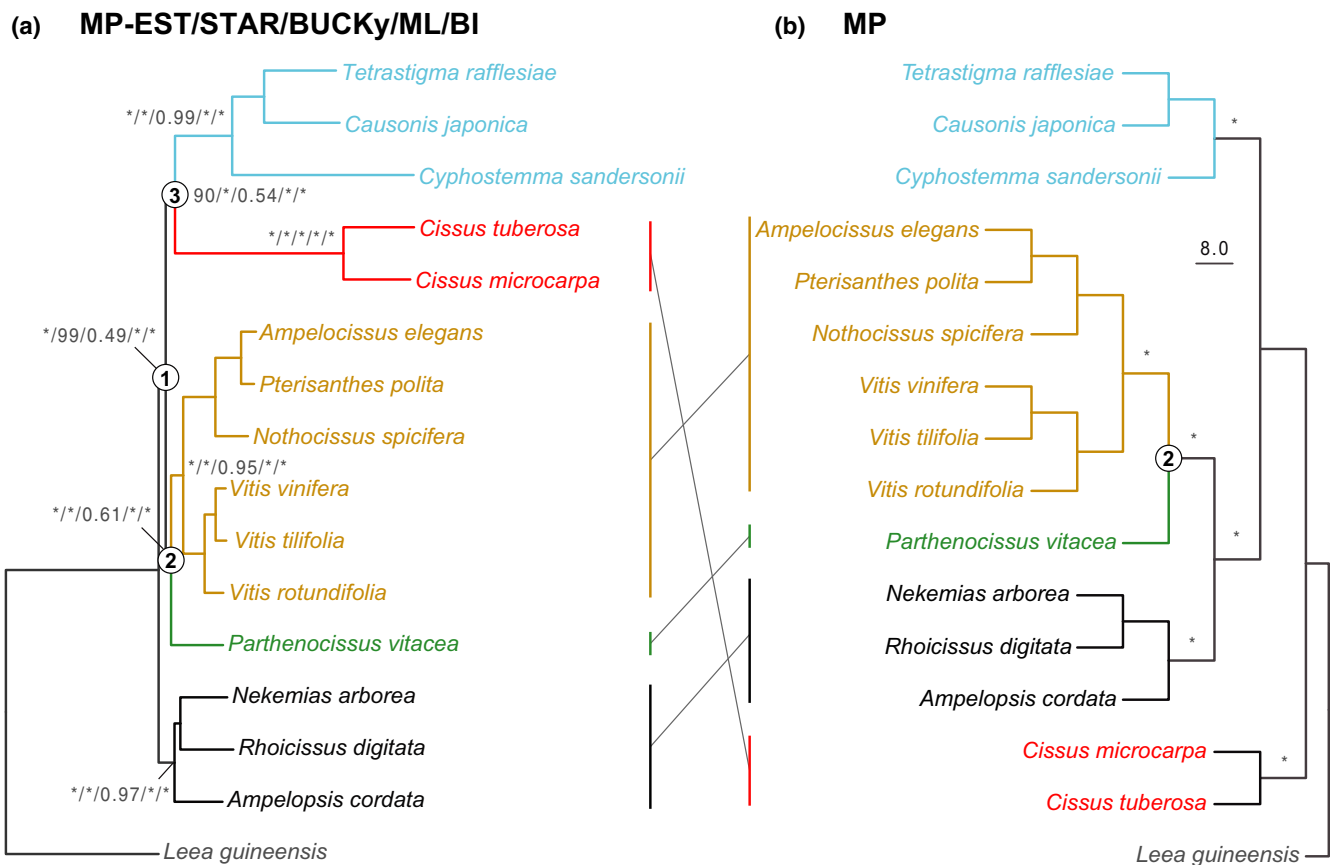 (a) MP-EST/STAR/BUCKy/ML/BI
Tetrastigma rafflesiae
*/*/0.99/*/*
Causonis japonica
Cyphostemma sandersonii
3
90/*/0.54/*/*
Cissus tuberosa
*/*/*/*/*
Cissus microcarpa
Ampelocissus elegans
*/99/0.49/*/*
1
Pterisanthes polita
Nothocissus spicifera
*/*/0.95/*/*
Vitis vinifera
*/*/0.61/*/*
Vitis tilifolia
2
Vitis rotundifolia
Parthenocissus vitacea
Nekemias arborea
Rhoicissus digitata
*/*/0.97/*/*
Ampelopsis cordata
Leea guineensis
(b) MP
Tetrastigma rafflesiae
Causonis japonica
*
Cyphostemma sandersonii
Ampelocissus elegans
8.0
Pterisanthes polita
Nothocissus spicifera
*
Vitis vinifera
Vitis tilifolia
*
2
Vitis rotundifolia
Parthenocissus vitacea
*
Nekemias arborea
Rhoicissus digitata
*
Ampelopsis cordata
Cissus microcarpa
*
Cissus tuberosa
Leea guineensis